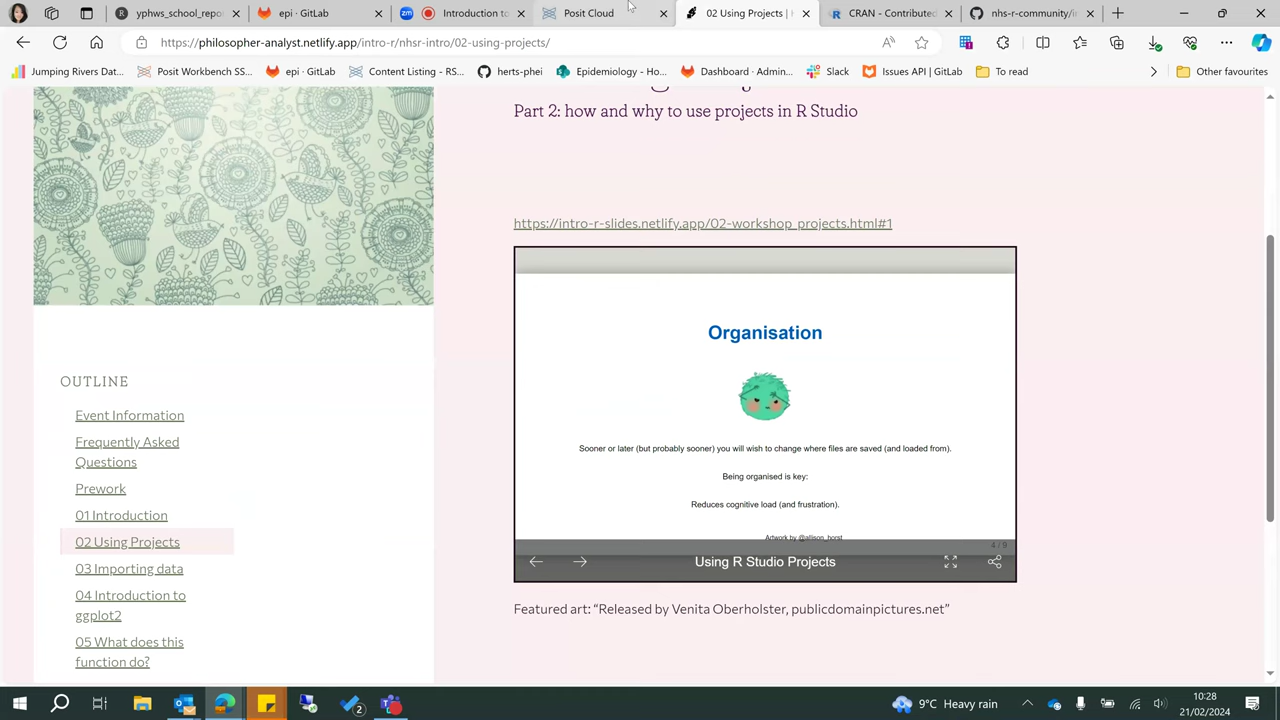 yphws_school_repo
epi · GitLab
Introduction to
Posit Cloud
02 Using Projects |
CRAN - Contributed
nhs-r-community/i
https://philosopher-analyst.netlify.app/intro-r/nhsr-intro/02-using-projects/
Jumping Rivers Dat...
Posit Workbench SS...
epi · GitLab
Content Listing - RS...
herts-phei
Epidemiology - Ho...
Dashboard · Admin...
Slack
Issues API | GitLab
To read
Other favourites
Part 2: how and why to use projects in R Studio
https://intro-r-slides.netlify.app/02-workshop_projects.html#1
Organisation
Sooner or later (but probably sooner) you will wish to change where files are saved (and loaded from).
Being organised is key:
Reduces cognitive load (and frustration).
Artwork by @allison_horst
4 / 9
Using R Studio Projects
Featured art: “Released by Venita Oberholster, publicdomainpictures.net”
OUTLINE
Event Information
Frequently Asked
Questions
Prework
01 Introduction
02 Using Projects
03 Importing data
04 Introduction to
ggplot2
05 What does this
function do?
2
9°C Heavy rain
10:28
21/02/2024